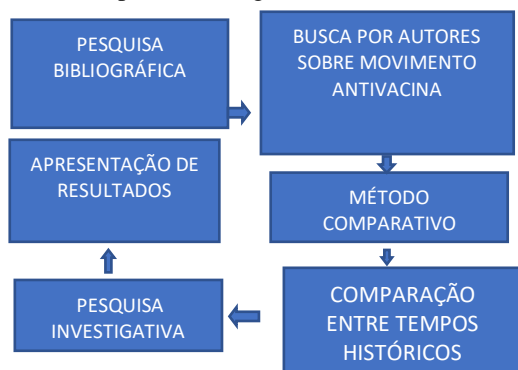 PESQUISA
BIBLIOGRÁFICA
BUSCA POR AUTORES
SOBRE MOVIMENTO
ANTIVACINA
MÉTODO
COMPARATIVO
COMPARAÇÃO
ENTRE TEMPOS
HISTÓRICOS
PESQUISA
INVESTIGATIVA
APRESENTAÇÃO DE
RESULTADOS